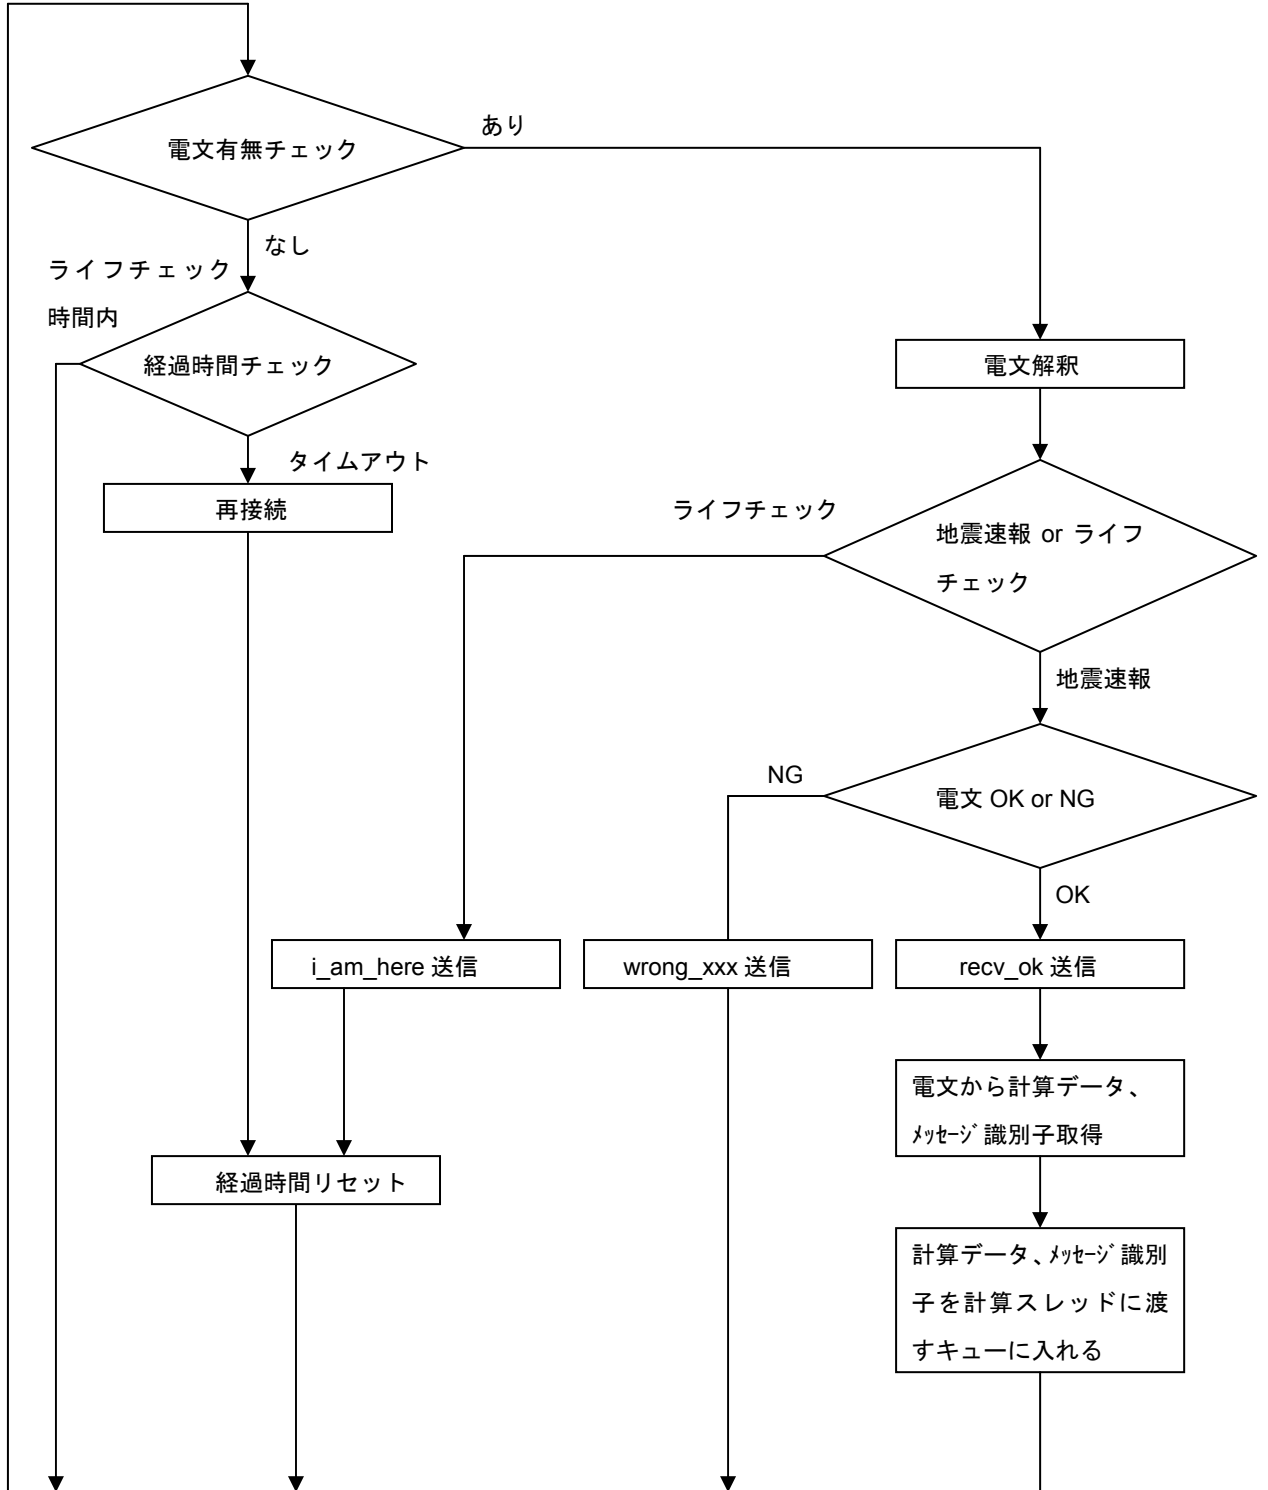 あり
電文有無チェック
なし
ライフチェック
時間内
経過時間チェック
電文解釈
タイムアウト
再接続
ライフチェック
地震速報 or ライフ
チェック
地震速報
NG
電文 OK or NG
OK
i_am_here 送信
wrong_xxx 送信
recv_ok 送信
電文から計算データ、
ﾒｯｾｰｼﾞ識別子取得
経過時間リセット
計算データ、ﾒｯｾｰｼﾞ識別
子を計算スレッドに渡
すキューに入れる